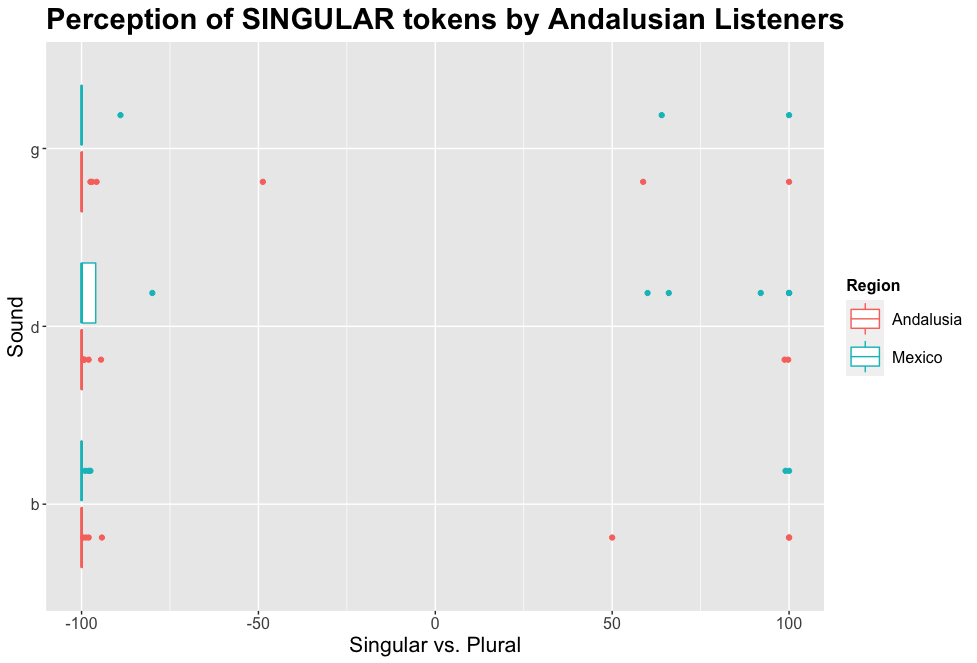 Perception of SINGULAR tokens by Andalusian Listeners
g
d
b
Sound
-100
-50
0
50
100
Singular vs. Plural
Region
Andalusia
Mexico